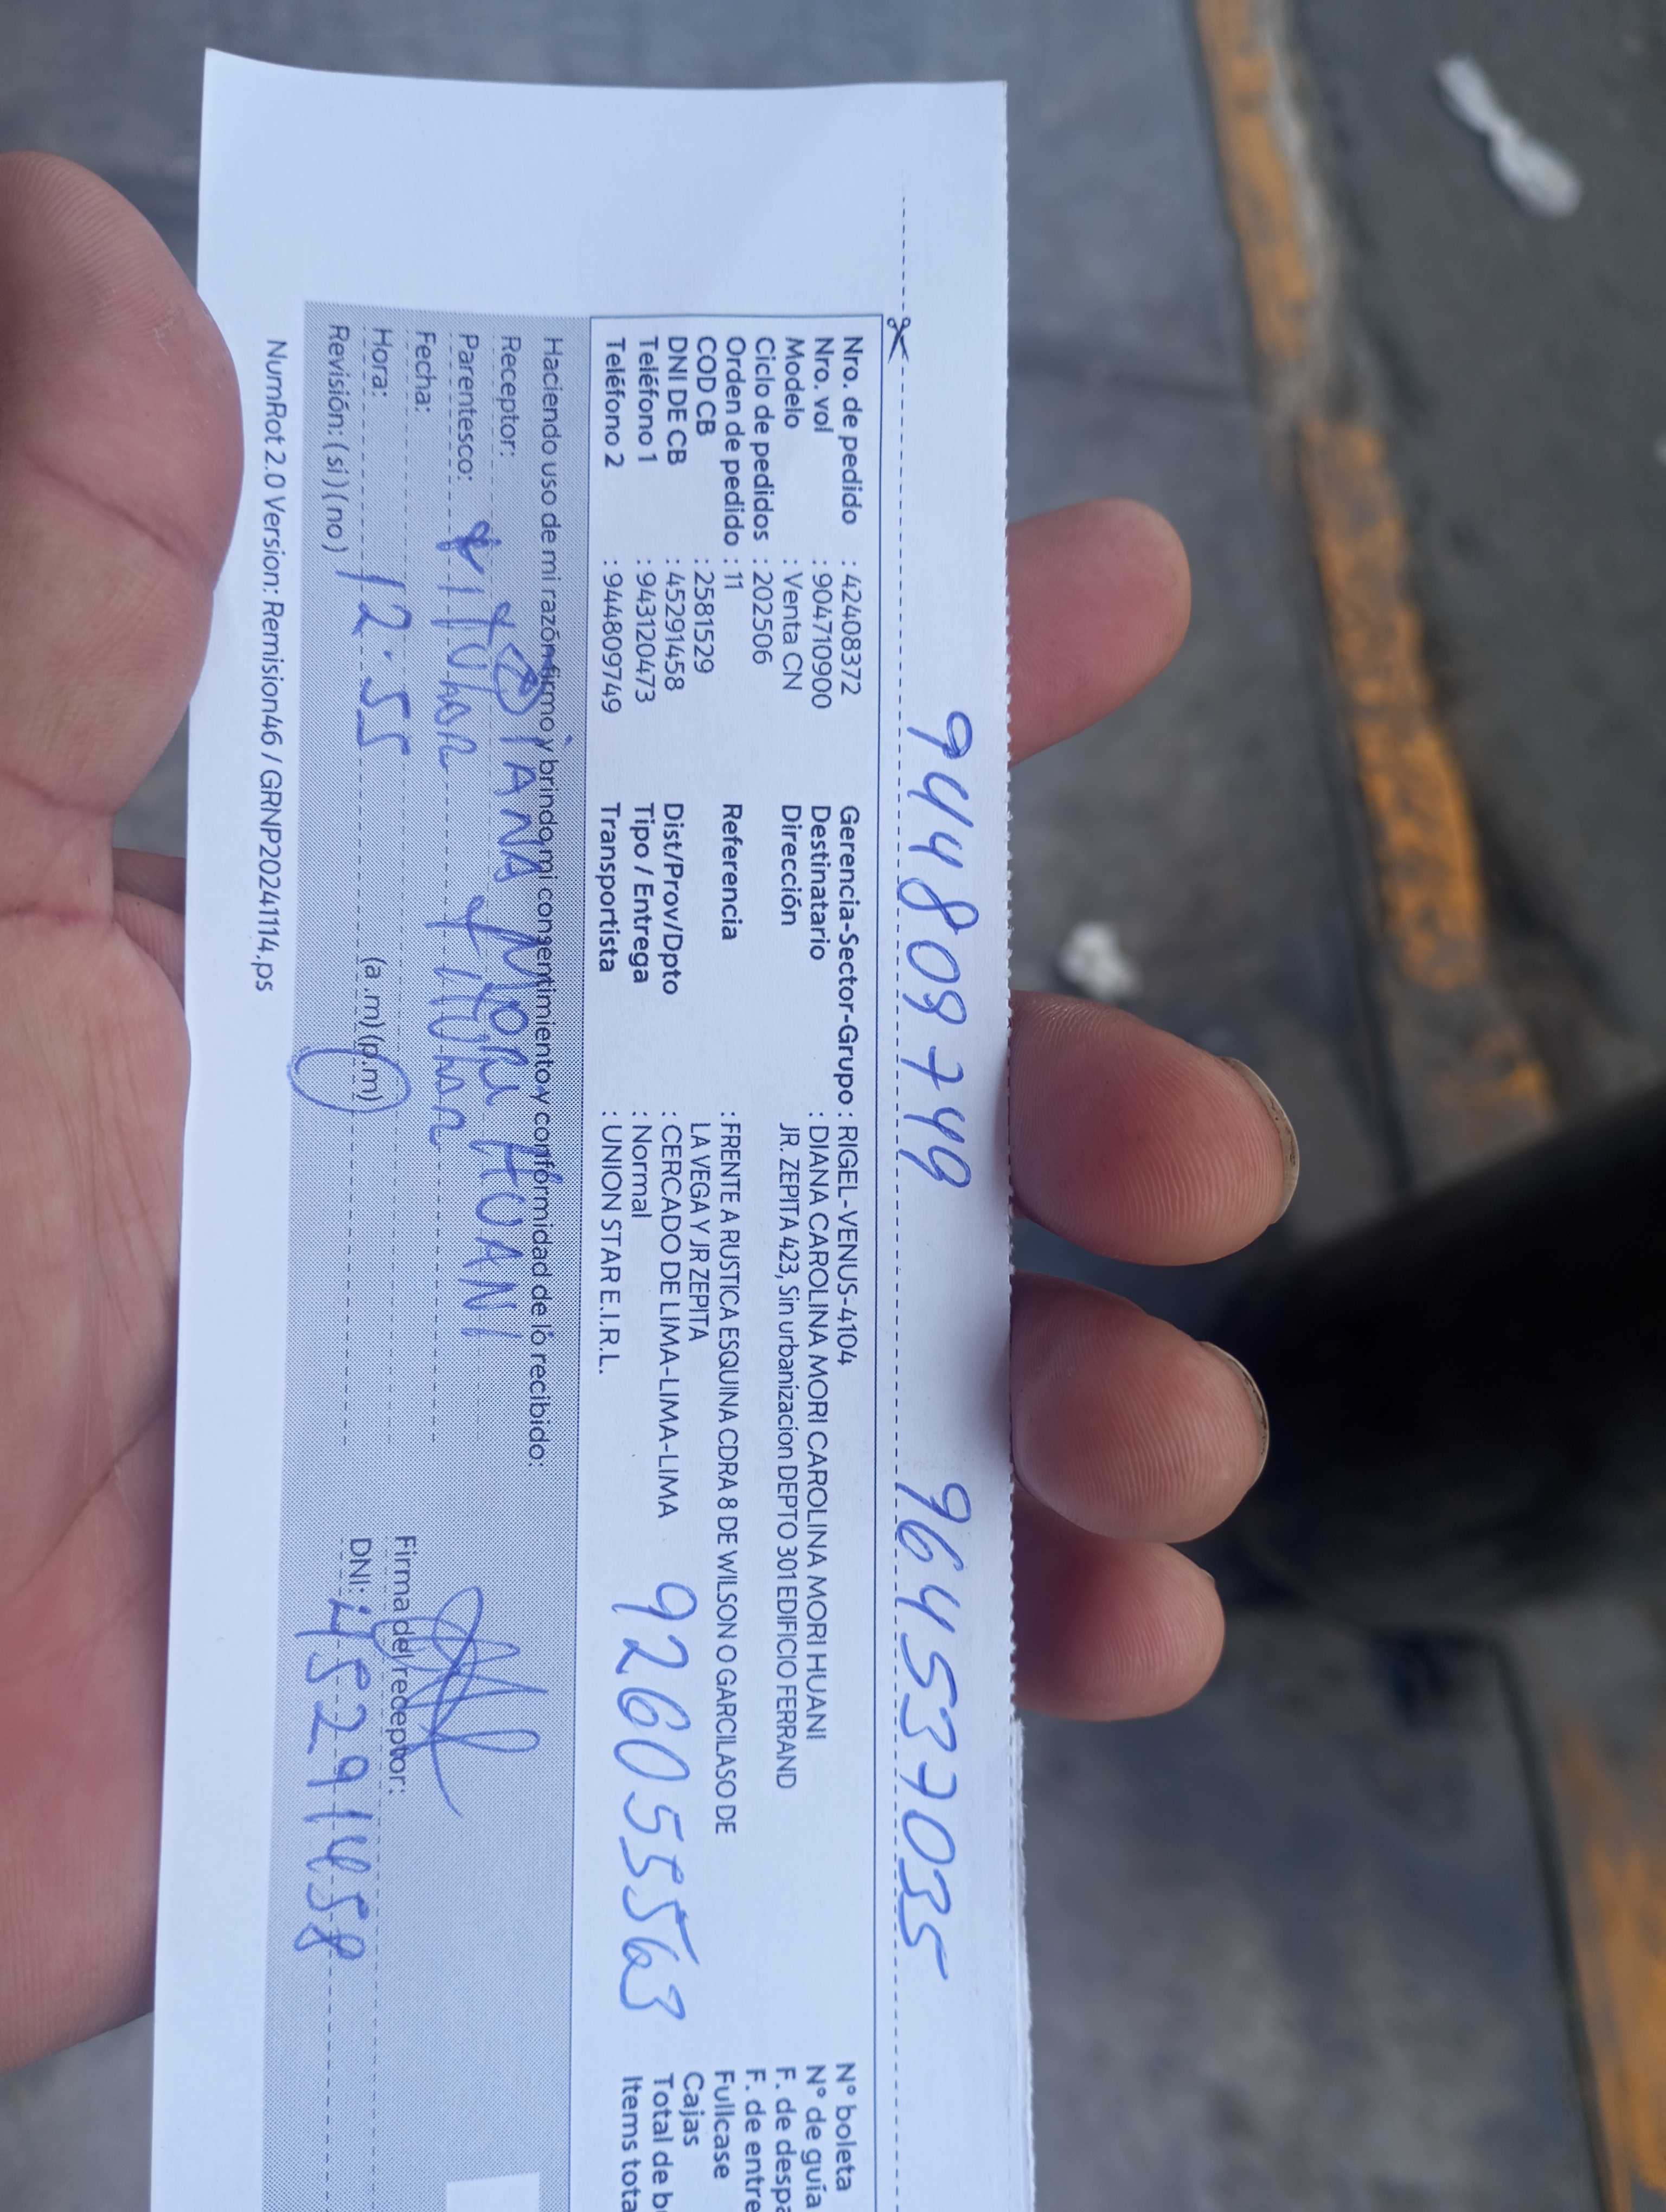 944809749 964537035
Nro. de pedido : 42408372 Gerencia-Sector-Grupo : RIGEL-VENUS-4104 N° boleta
Nro. vol : 904710900 Destinatario : DIANA CAROLINA MORI CAROLINA MORI HUANI N° de guía
Modelo : Venta CN Dirección JR. ZEPITA 423, Sin urbanizacion DEPTO 301 EDIFICIO FERRAND F. de despa
Ciclo de pedidos : 202506 F. de entre
Orden de pedido : 11 Referencia : FRENTE A RUSTICA ESQUINA CDRA 8 DE WILSON O GARCILASO DE Fullcase
COD CB : 2581529 LA VEGA Y JR ZEPITA Cajas
DNI DE CB : 45291458 Dist/Prov/Dpto : CERCADO DE LIMA-LIMA-LIMA Total de b
Teléfono 1 : 943120473 Tipo / Entrega : Normal 926055563 Items tota
Teléfono 2 : 944809749 Transportista : UNION STAR E.I.R.L.
Haciendo uso de mi razón firmo y brindo mi consentimiento y conformidad de lo recibido:
Receptor: DIANA MORI HUANI
Parentesco: titular titular
Fecha: Firma del receptor:
Hora: 12:55 (a.m) (p.m) DNI: 45291458
Revisión: ( si ) ( no )
NumRot 2.0 Version: Remision46 / GRNP20241114.ps